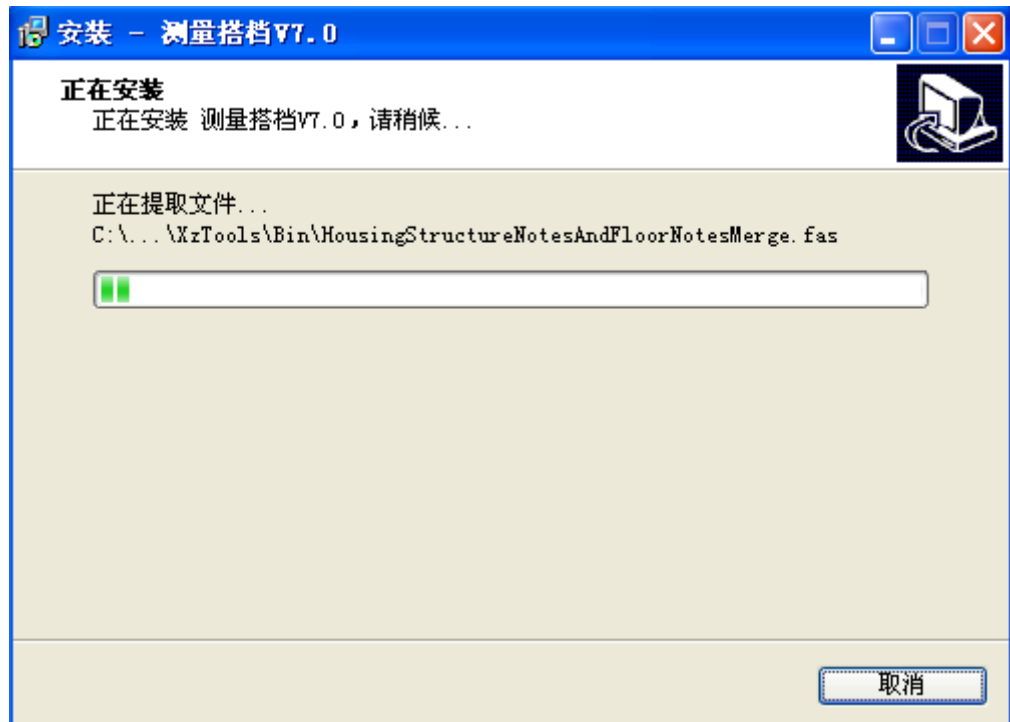 安装 - 测量搭档V7.0
正在安装
正在安装 测量搭档V7.0，请稍候...
正在提取文件...
C:\...\XzTools\Bin\HousingStructureNotesAndFloorNotesMerge.fas
取消